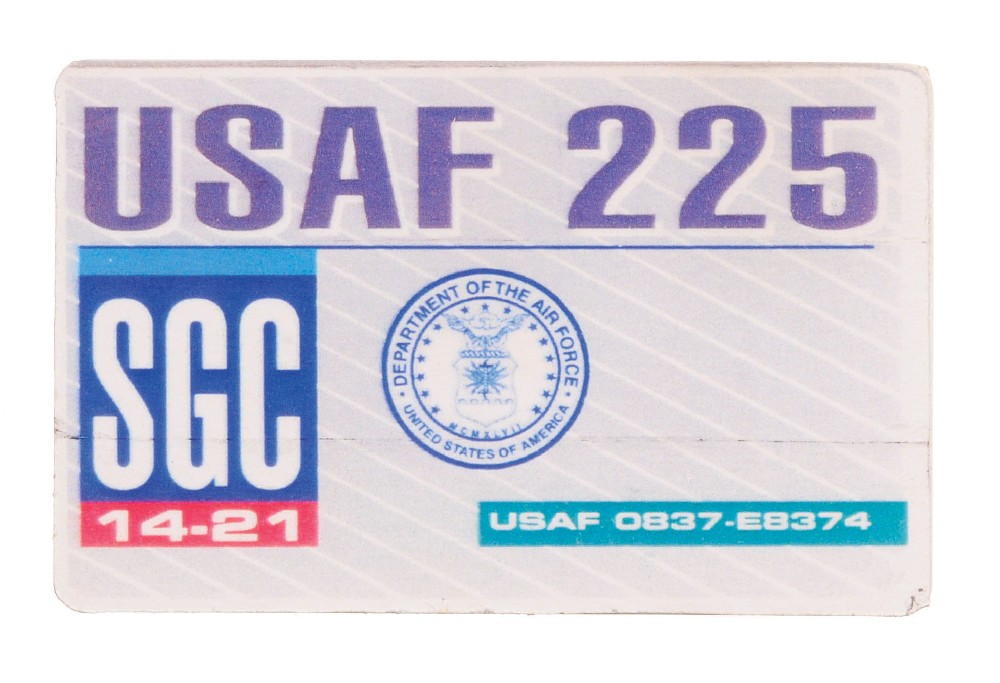 USAF 225
SGC
14-21
DEPARTMENT OF THE AIR FORCE
MCMXLVII
UNITED STATES OF AMERICA
USAF 0837-E8374